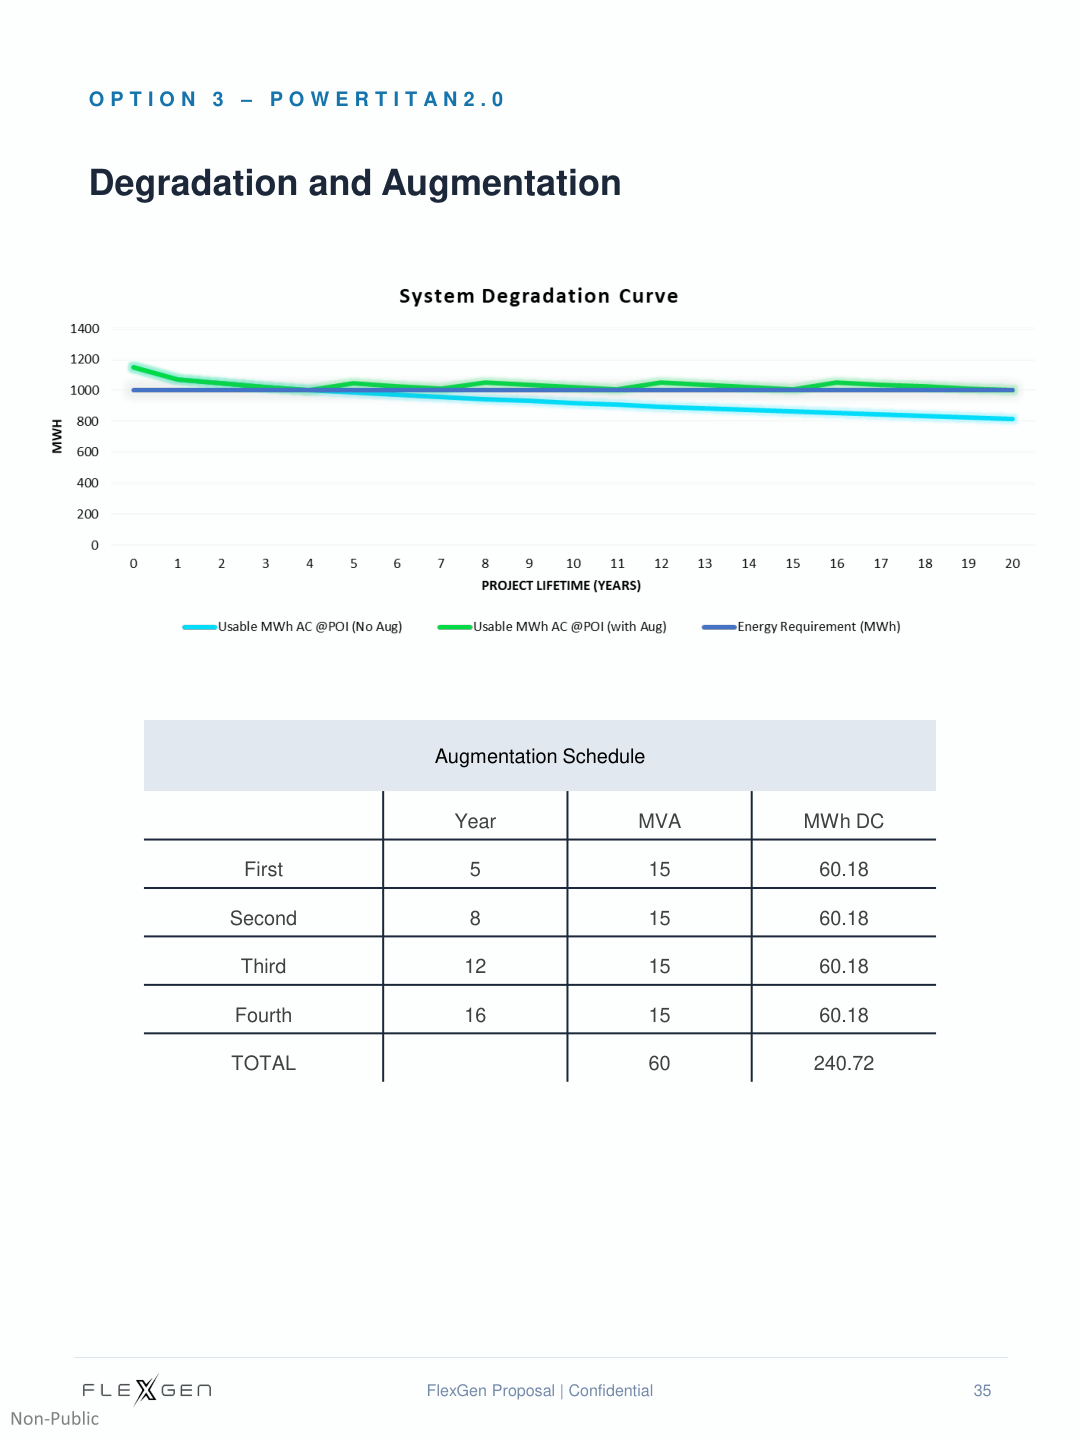 OPTION 3 – POWERTITAN2.0
Degradation and Augmentation
System Degradation Curve
1400
1200
1000
800
600
400
200
0
MWH
0 1 2 3 4 5 6 7 8 9 10 11 12 13 14 15 16 17 18 19 20
PROJECT LIFETIME (YEARS)
Usable MWh AC @POI (No Aug) Usable MWh AC @POI (with Aug) Energy Requirement (MWh)
Augmentation Schedule
Year MVA MWh DC
First 5 15 60.18
Second 8 15 60.18
Third 12 15 60.18
Fourth 16 15 60.18
TOTAL 60 240.72
FLEXGEN FlexGen Proposal | Confidential 35
Non-Public